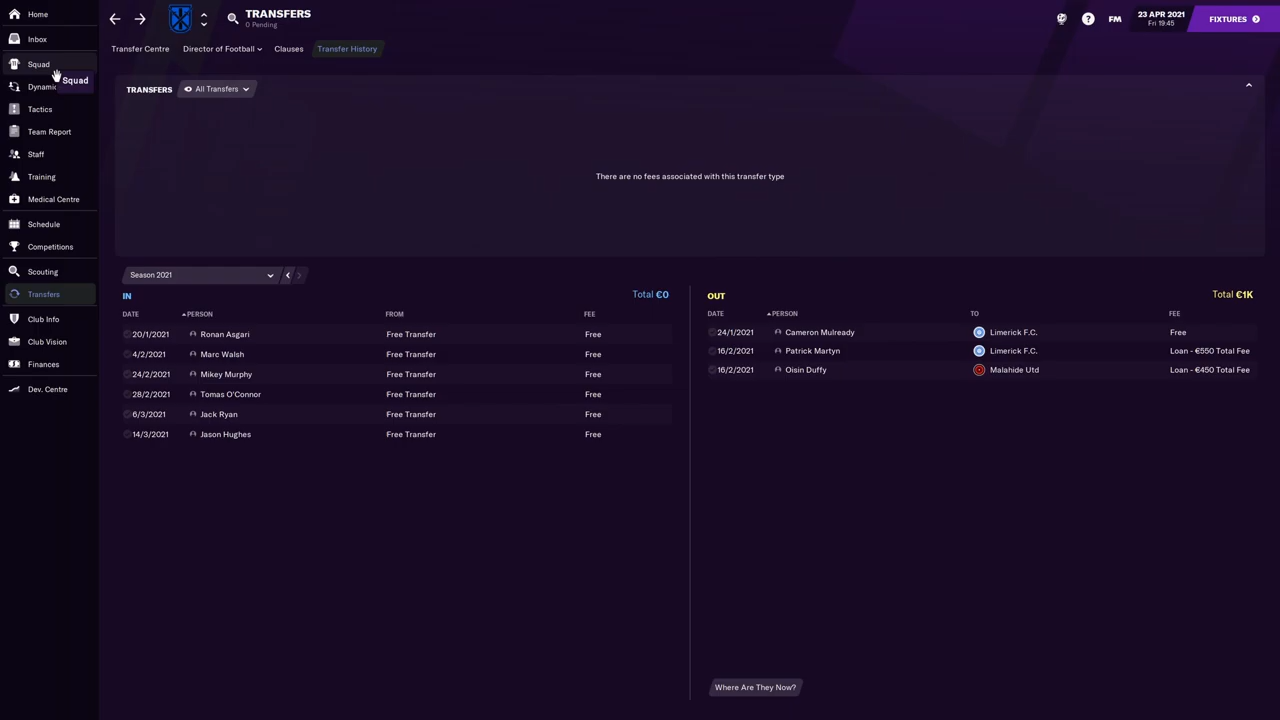 Home
Inbox
Squad
Squad
Dynamic
Tactics
Team Report
Staff
Training
Medical Centre
Schedule
Competitions
Scouting
Transfers
Club Info
Club Vision
Finances
Dev. Centre
TRANSFERS
0 Pending
FM
23 APR 2021
Fri 19:45
FIXTURES
Transfer Centre Director of Football Clauses Transfer History
TRANSFERS All Transfers
There are no fees associated with this transfer type
Season 2021
IN Total €0
DATE PERSON FROM FEE
20/1/2021 Ronan Asgari Free Transfer Free
4/2/2021 Marc Walsh Free Transfer Free
24/2/2021 Mikey Murphy Free Transfer Free
28/2/2021 Tomas O'Connor Free Transfer Free
6/3/2021 Jack Ryan Free Transfer Free
14/3/2021 Jason Hughes Free Transfer Free
OUT Total €1K
DATE PERSON TO FEE
24/1/2021 Cameron Mulready Limerick F.C. Free
16/2/2021 Patrick Martyn Limerick F.C. Loan - €550 Total Fee
16/2/2021 Oisin Duffy Malahide Utd Loan - €450 Total Fee
Where Are They Now?